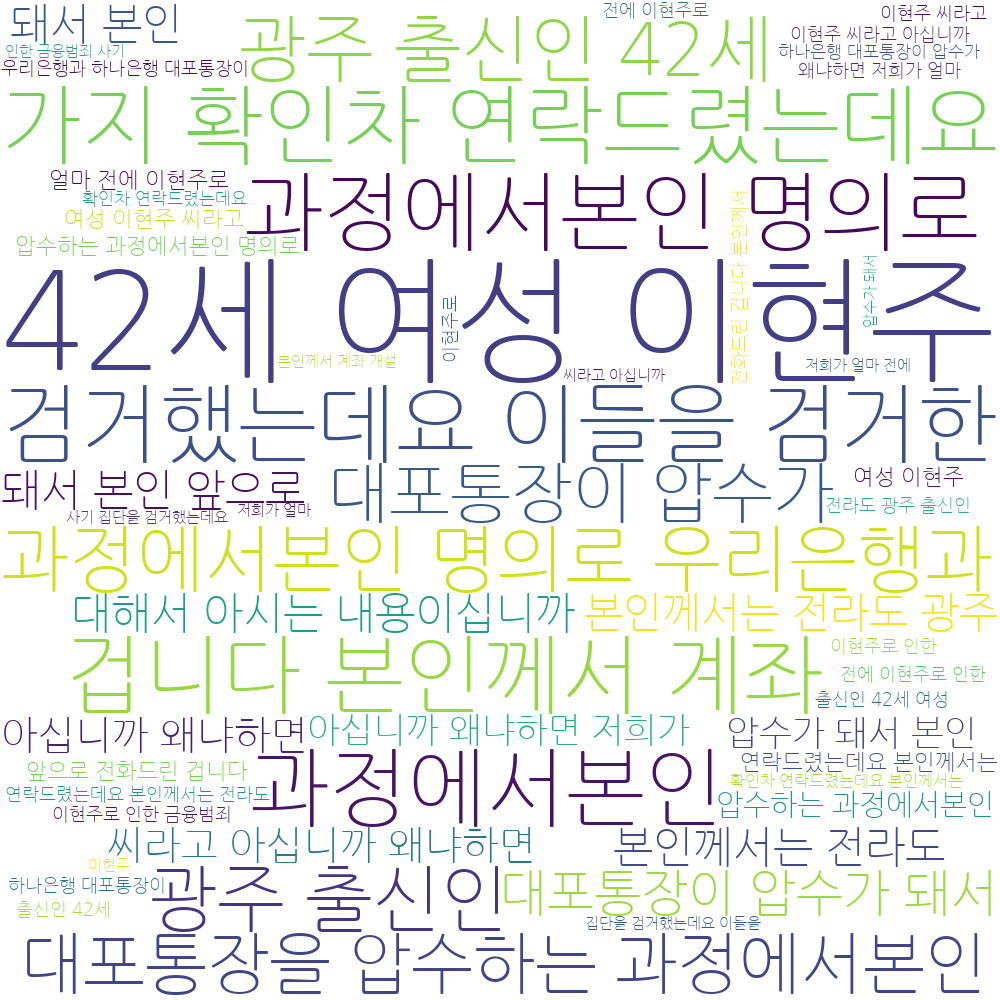 돼서 본인
전에 이현주로
이현주 씨라고
광주 출신인 42세
이현주 씨라고 아십니까
인한 금융범죄 사기
하나은행 대포통장이 압수가
우리은행과 하나은행 대포통장이
왜냐하면 저희가 얼마
가지 확인차 연락드렸는데요
얼마 전에 이현주로
확인차 연락드렸는데요
여성 이현주 씨라고
압수하는 과정에서본인 명의로
과정에서본인 명의로
전화드린 겁니다 본인께서
압수가 돼서
42세 여성 이현주
이현주로
본인께서 계좌 개설
저희가 얼마 전에
씨라고 아십니까
검거했는데요 이들을 검거한
돼서 본인 앞으로
대포통장이 압수가
여성 이현주
전라도 광주 출신인
사기 집단을 검거했는데요
저희가 얼마
과정에서본인 명의로 우리은행과
대해서 아시는 내용이십니까
본인께서는 전라도 광주
겁니다 본인께서 계좌
이현주로 인한
전에 이현주로 인한
출신인 42세 여성
아십니까 왜냐하면
아십니까 왜냐하면 저희가
압수가 돼서 본인
앞으로 전화드린 겁니다
과정에서본인
연락드렸는데요 본인께서는
확인차 연락드렸는데요 본인께서는
연락드렸는데요 본인께서는 전라도
이현주로 인한 금융범죄
압수하는 과정에서본인
씨라고 아십니까 왜냐하면
본인께서는 전라도
이현주
하나은행 대포통장이
광주 출신인
대포통장이 압수가 돼서
출신인 42세
집단을 검거했는데요 이들을
대포통장을 압수하는 과정에서본인